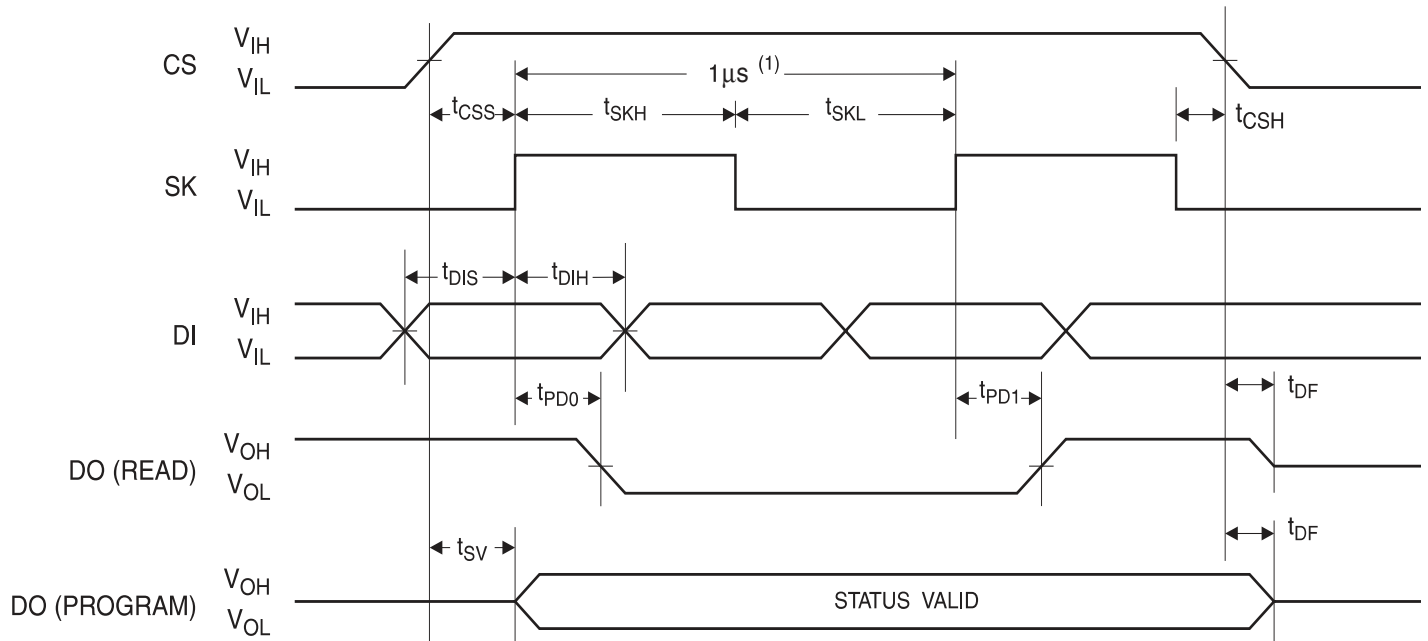 CS
V_IH
V_IL
1μs (1)
t_CSS
t_SKH
t_SKL
t_CSH
SK
V_IH
V_IL
t_DIS
t_DIH
DI
V_IH
V_IL
t_PD0
t_PD1
t_DF
DO (READ)
V_OH
V_OL
t_SV
t_DF
DO (PROGRAM)
V_OH
V_OL
STATUS VALID